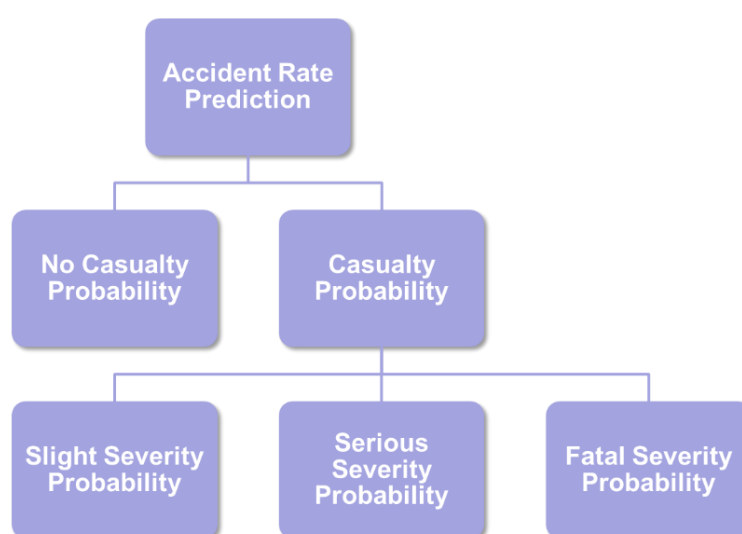 Accident Rate
Prediction
No Casualty
Probability
Casualty
Probability
Slight Severity
Probability
Serious
Severity
Probability
Fatal Severity
Probability